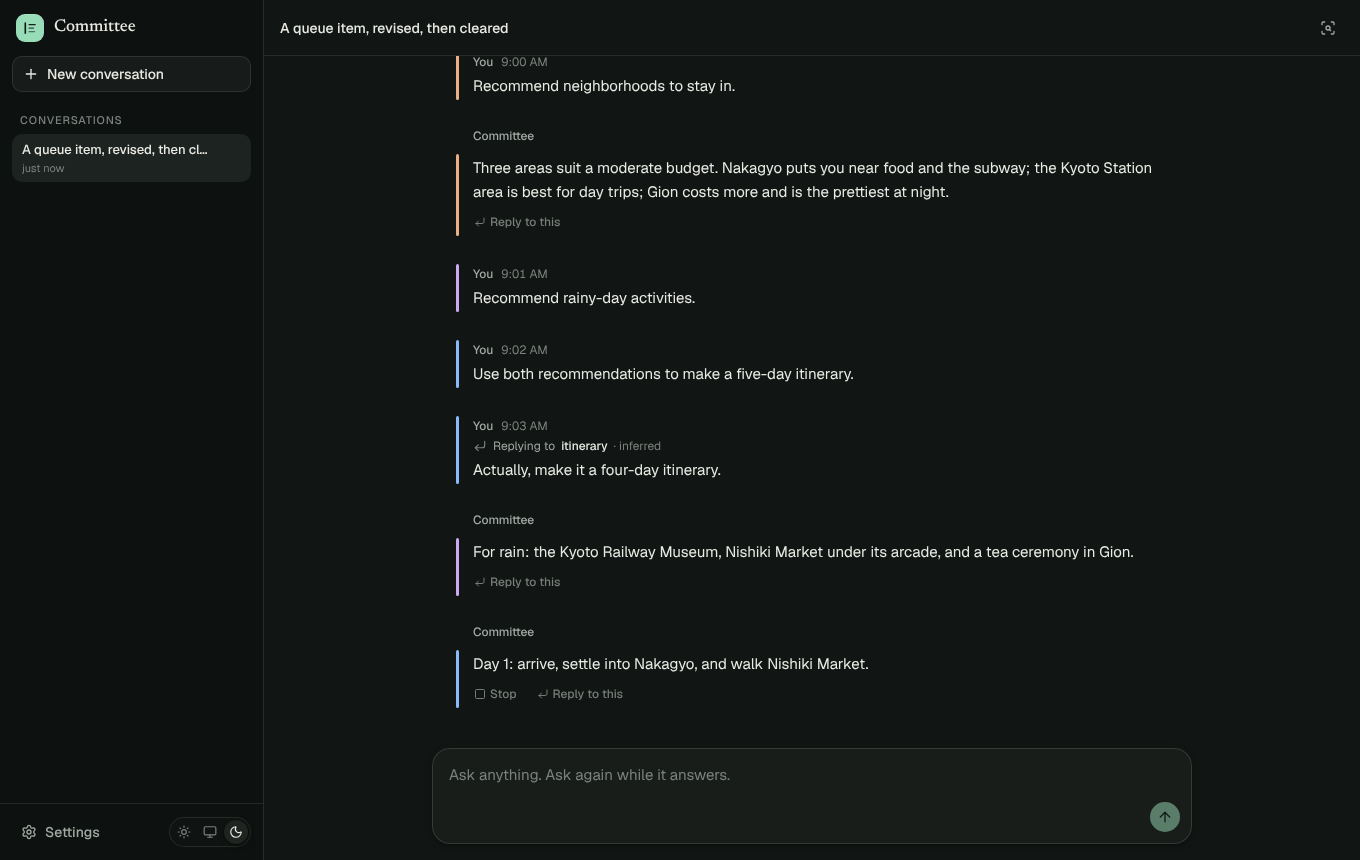 Committee
New conversation
CONVERSATIONS
A queue item, revised, then cl...
just now
Settings
A queue item, revised, then cleared
You 9:00 AM
Recommend neighborhoods to stay in.
Committee
Three areas suit a moderate budget. Nakagyo puts you near food and the subway; the Kyoto Station
area is best for day trips; Gion costs more and is the prettiest at night.
Reply to this
You 9:01 AM
Recommend rainy-day activities.
You 9:02 AM
Use both recommendations to make a five-day itinerary.
You 9:03 AM
Replying to itinerary · inferred
Actually, make it a four-day itinerary.
Committee
For rain: the Kyoto Railway Museum, Nishiki Market under its arcade, and a tea ceremony in Gion.
Reply to this
Committee
Day 1: arrive, settle into Nakagyo, and walk Nishiki Market.
Stop Reply to this
Ask anything. Ask again while it answers.